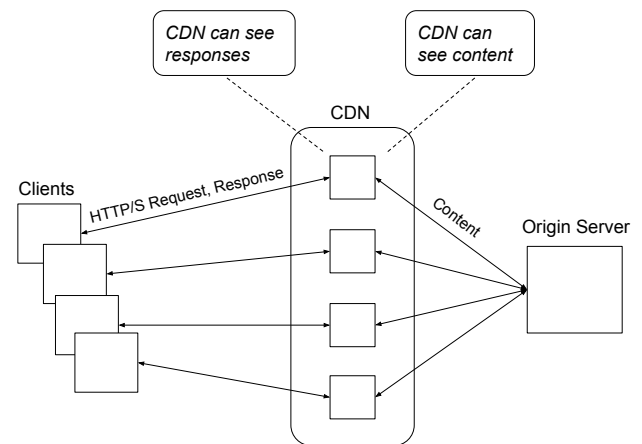 CDN can see
responses
CDN can
see content
CDN
Clients
HTTP/S Request, Response
Content
Origin Server